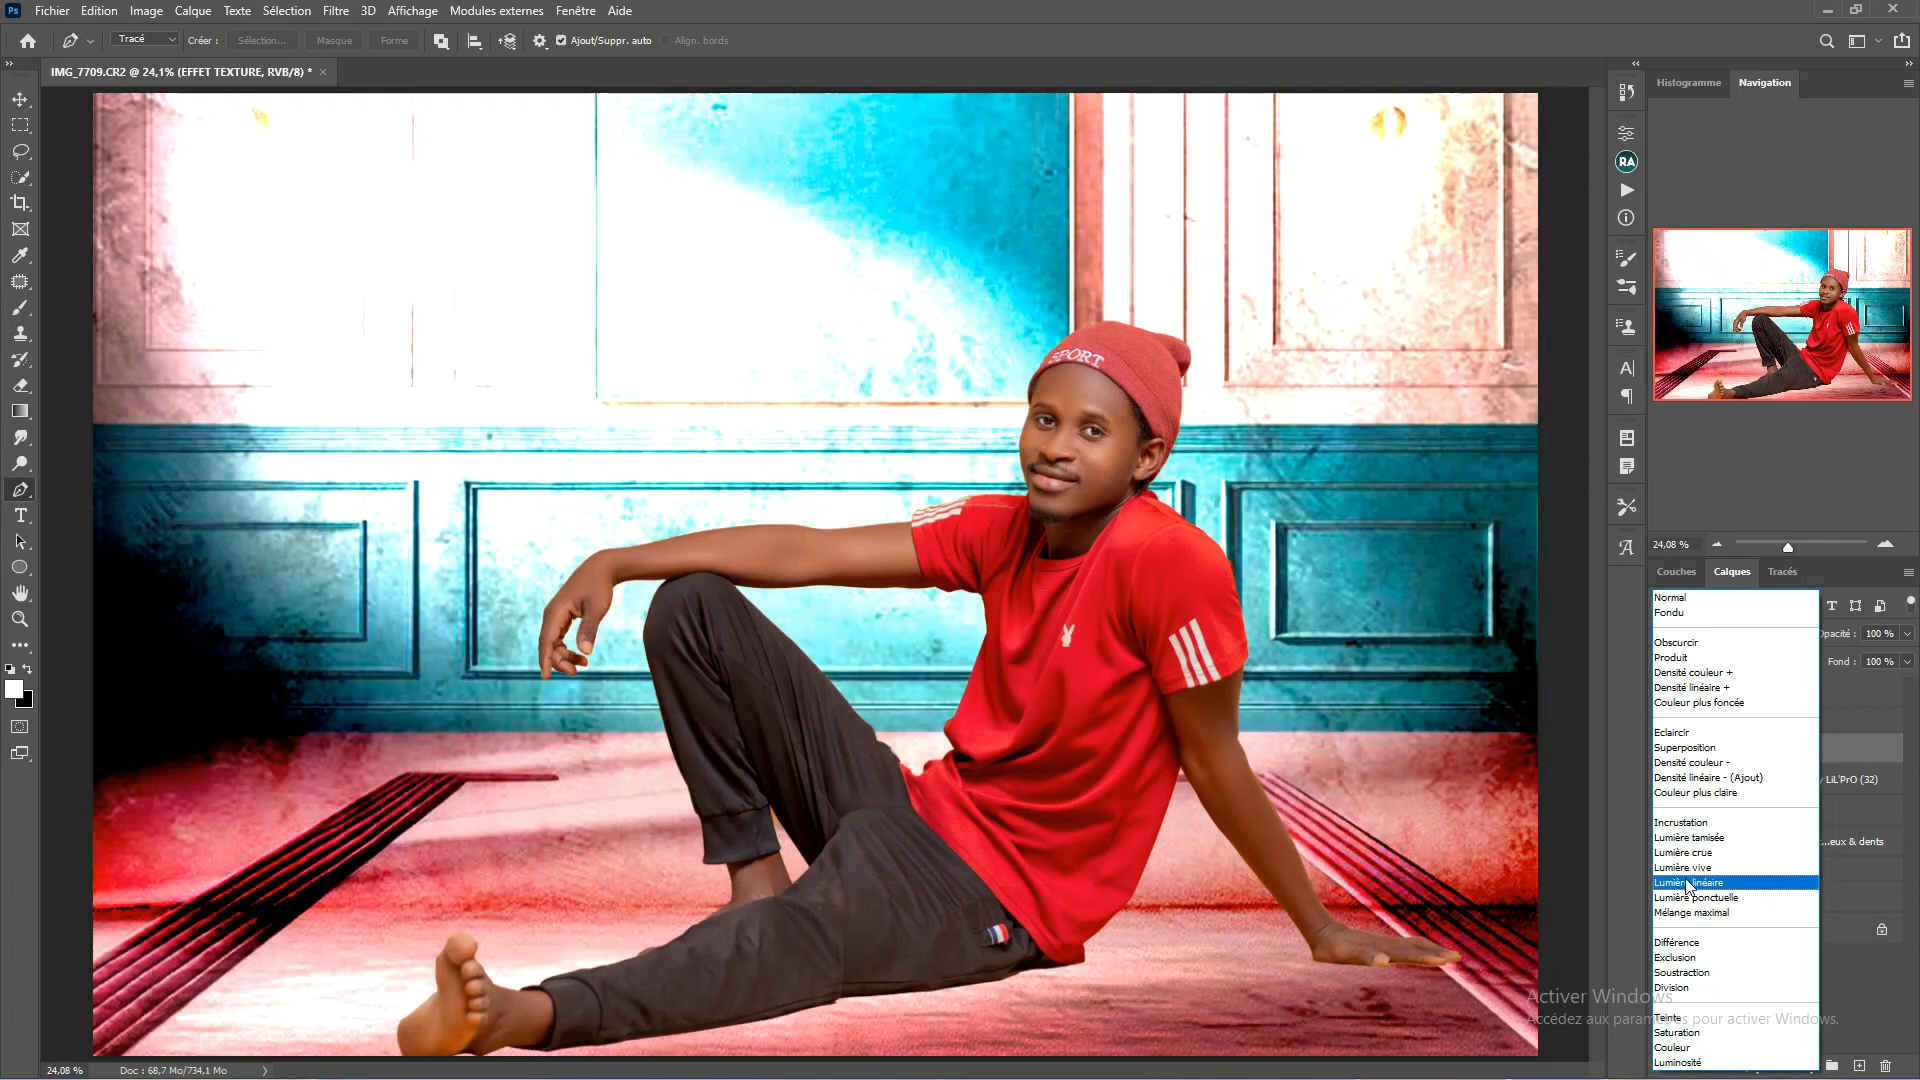 Ps Fichier Edition Image Calque Texte Sélection Filtre 3D Affichage Modules externes Fenêtre Aide
Tracé Créer : Sélection... Masque Forme Ajout/Suppr. auto Align. bords
IMG_7709.CR2 @ 24,1% (EFFET TEXTURE, RVB/8) * ×
Histogramme Navigation
RA
SPORT
24,08 %
Couches Calques Tracés
Normal
Fondu
Opacité : 100 %
Obscurcir
Produit
Fond : 100 %
Densité couleur +
Densité linéaire +
Couleur plus foncée
Eclaircir
Superposition
Densité couleur -
Densité linéaire - (Ajout)
LiL'PrO (32)
Couleur plus claire
Incrustation
Lumière tamisée
...eux & dents
Lumière crue
Lumière vive
Lumière linéaire
Lumière ponctuelle
Mélange maximal
Différence
Exclusion
Soustraction
Division
Activer Windows
Accédez aux paramètres pour activer Windows.
Teinte
Saturation
Couleur
Luminosité
24,08 % Doc : 68,7 Mo/734,1 Mo